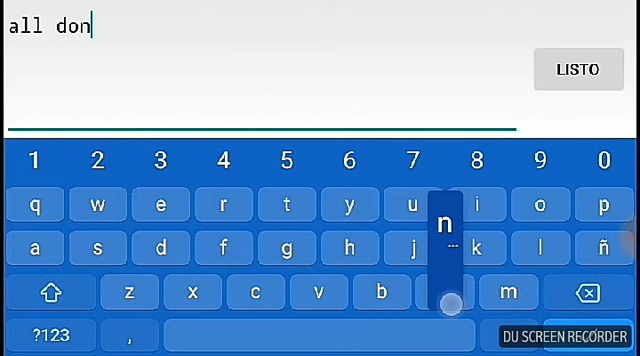 all don
LISTO
1 2 3 4 5 6 7 8 9 0
q w e r t y u i o p
n
a s d f g h j k l ñ
z x c v b m
?123 ,
DU SCREEN RECORDER